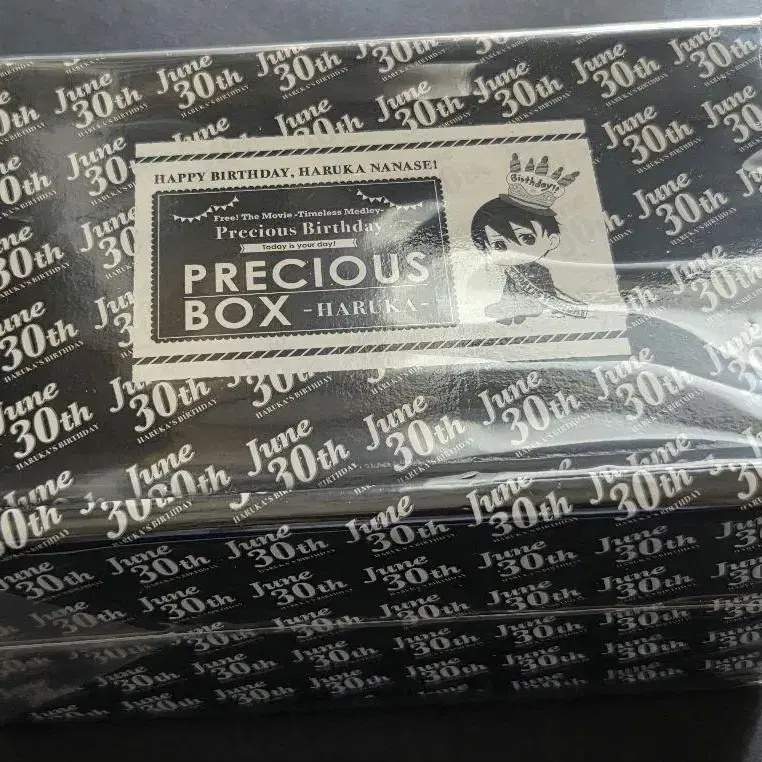 HAPPY BIRTHDAY, HARUKA NANASE!
Free! The Movie -Timeless Medley-
Precious Birthday
Today is your day!
PRECIOUS
BOX -HARUKA-
Birthday!!
June
30th
HARUKA'S BIRTHDAY